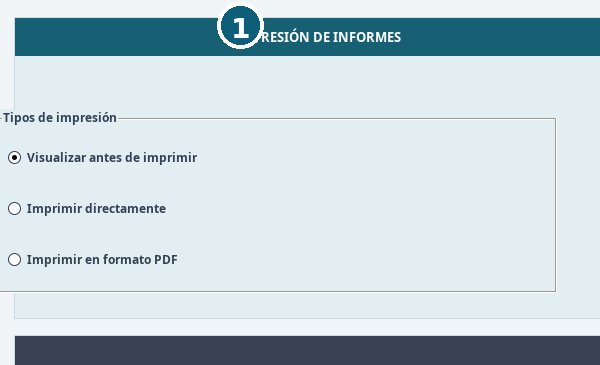 1
RESIÓN DE INFORMES
Tipos de impresión
Visualizar antes de imprimir
Imprimir directamente
Imprimir en formato PDF